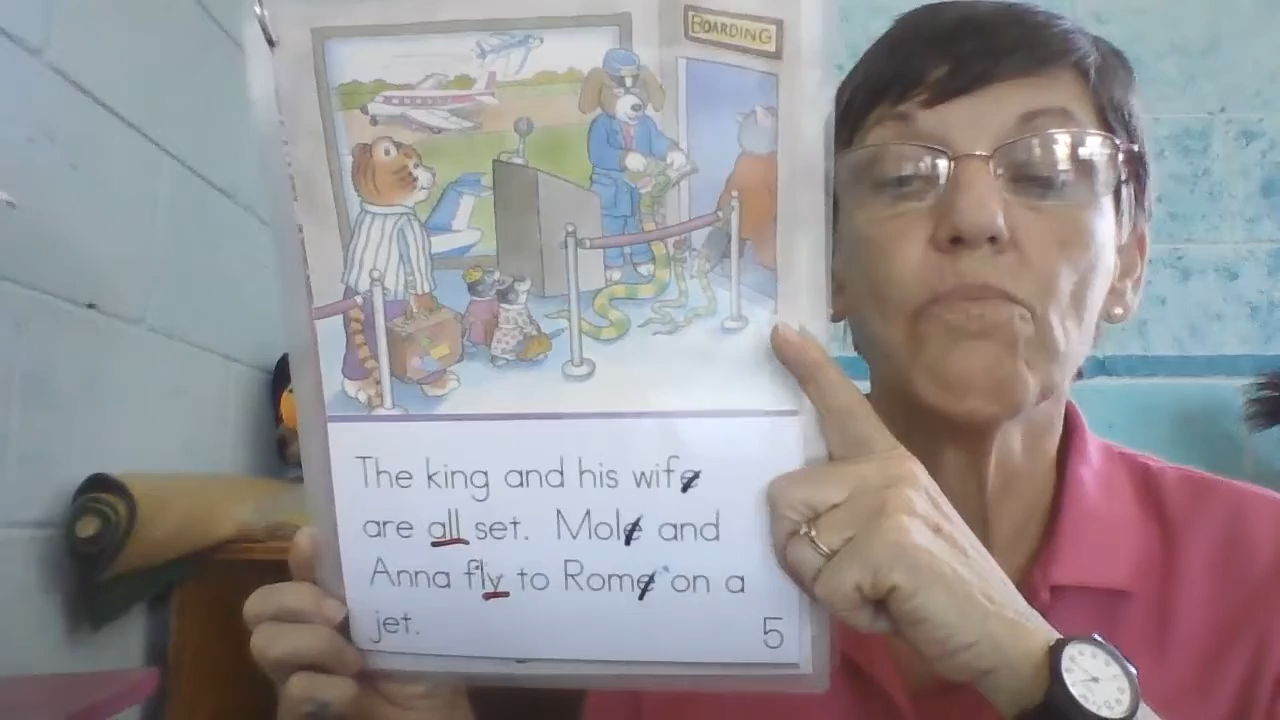 BOARDING
The king and his wife
are all set. Mole and
Anna fly to Rome on a
jet.
5